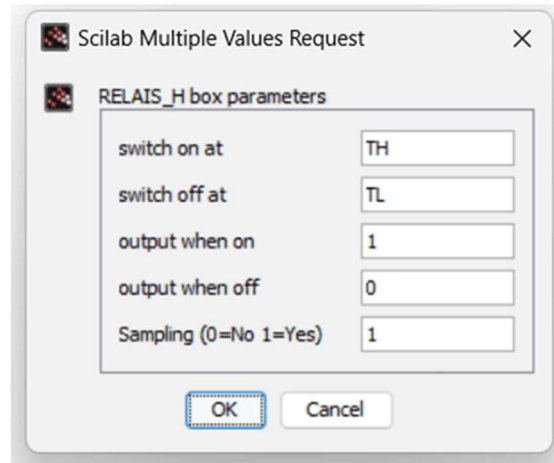 Scilab Multiple Values Request
RELAIS_H box parameters
switch on at TH
switch off at TL
output when on 1
output when off 0
Sampling (0=No 1=Yes) 1
OK Cancel